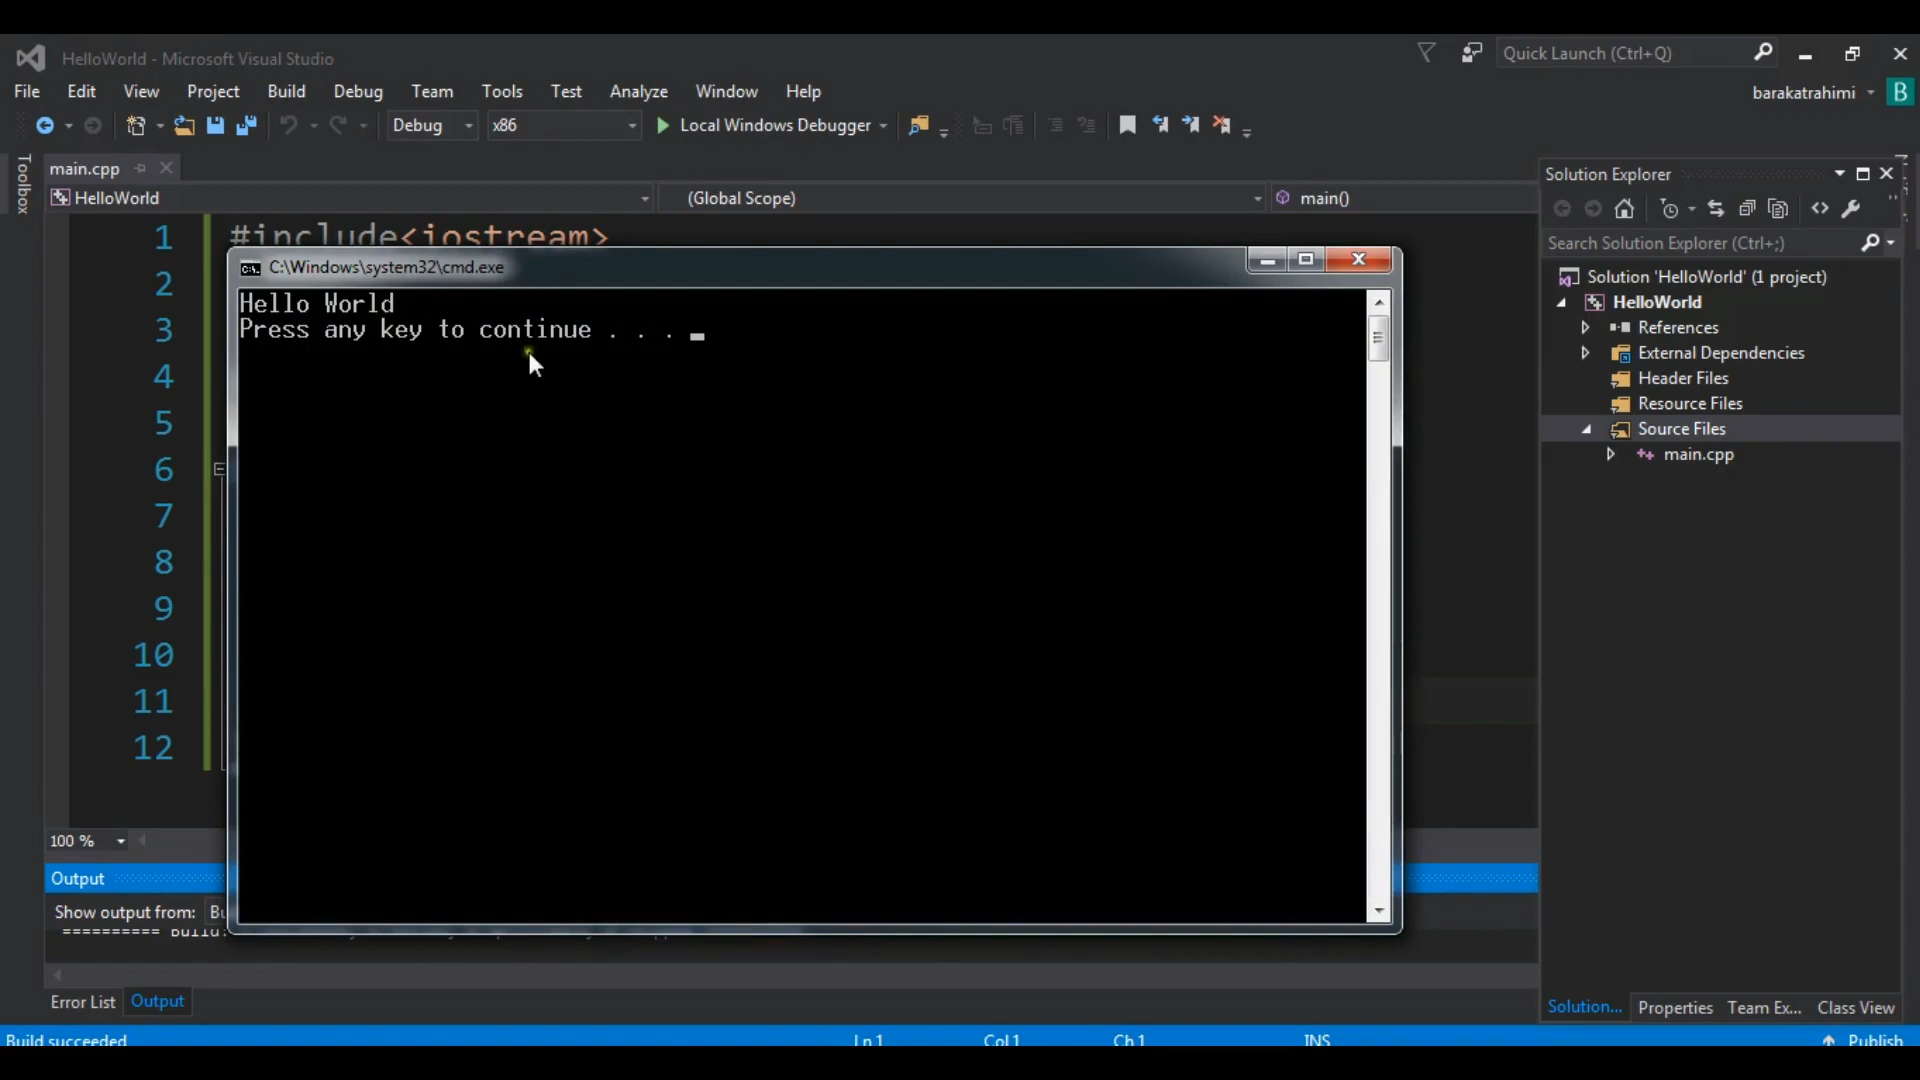 HelloWorld - Microsoft Visual Studio
Quick Launch (Ctrl+Q)
File Edit View Project Build Debug Team Tools Test Analyze Window Help
barakatrahimi B
Debug x86 Local Windows Debugger
Toolbox
main.cpp
HelloWorld (Global Scope) main()
1 #include<iostream>
2
3
4
5
6
7
8
9
10
11
12
C:\Windows\system32\cmd.exe
Hello World
Press any key to continue . . .
100 %
Output
Show output from:
========== Build:
Error List Output
Build succeeded Ln 1 Col 1 Ch 1 INS Publish
Solution Explorer
Search Solution Explorer (Ctrl+;)
Solution 'HelloWorld' (1 project)
HelloWorld
References
External Dependencies
Header Files
Resource Files
Source Files
main.cpp
Solution... Properties Team Ex... Class View